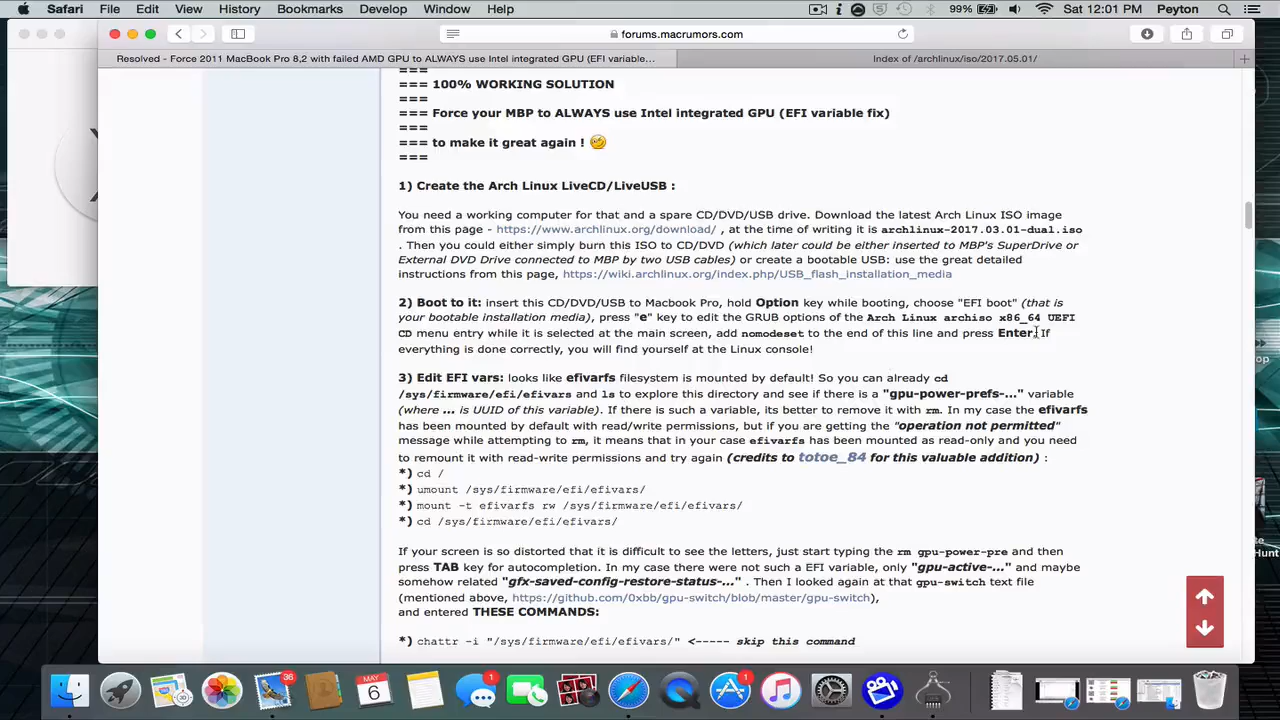 Safari File Edit View History Bookmarks Develop Window Help 99% Sat 12:01 PM Peyton
forums.macrumors.com
Resolved - Force 2011 MacBook Pro 8,2 with failed AMD GPU to ALWAYS use Intel integrated GPU (EFI variable... Index of /archlinux/iso/2017.05.01/
===
=== 100% WORKING SOLUTION
===
=== Force your MBP to ALWAYS use Intel integrated GPU (EFI variable fix)
===
=== to make it great again !
===
1) Create the Arch Linux LiveCD/LiveUSB :
You need a working computer for that and a spare CD/DVD/USB drive. Download the latest Arch Linux ISO image
from this page - https://www.archlinux.org/download/ , at the time of writing it is archlinux-2017.03.01-dual.iso
. Then you could either simply burn this ISO to CD/DVD (which later could be either inserted to MBP's SuperDrive or
External DVD Drive connected to MBP by two USB cables) or create a bootable USB: use the great detailed
instructions from this page, https://wiki.archlinux.org/index.php/USB_flash_installation_media
2) Boot to it: insert this CD/DVD/USB to Macbook Pro, hold Option key while booting, choose "EFI boot" (that is
your bootable installation media), press "e" key to edit the GRUB options of the Arch Linux archiso x86_64 UEFI
CD menu entry while it is displayed at the main screen, add nomodeset to the end of this line and press Enter. If
everything is done correctly, you will find yourself at the Linux console!
3) Edit EFI vars: looks like efivarfs filesystem is mounted by default! So you can already cd
/sys/firmware/efi/efivars and ls to explore this directory and see if there is a "gpu-power-prefs-..." variable
(where ... is UUID of this variable). If there is such a variable, its better to remove it with rm. In my case the efivarfs
has been mounted by default with read/write permissions, but if you are getting the "operation not permitted"
message while attempting to rm, it means that in your case efivarfs has been mounted as read-only and you need
to remount it with read-write permissions and try again (credits to totoe_84 for this valuable addition) :
*) cd /
*) umount /sys/firmware/efi/efivars/
*) mount -t efivarfs rw /sys/firmware/efi/efivars/
*) cd /sys/firmware/efi/efivars/
If your screen is so distorted that it is difficult to see the letters, just start typing the rm gpu-power-pre and then
press TAB key for autocompletion. In my case there were not such a EFI variable, only "gpu-active-..." and maybe
somehow related "gfx-saved-config-restore-status-..." . Then I looked again at that gpu-switch text file
(mentioned above, https://github.com/0xbb/gpu-switch/blob/master/gpu-switch),
and entered THESE COMMANDS:
*) chattr -i "/sys/firmware/efi/efivars/" <----- skip this command
MAY
6
36
1
Hunt